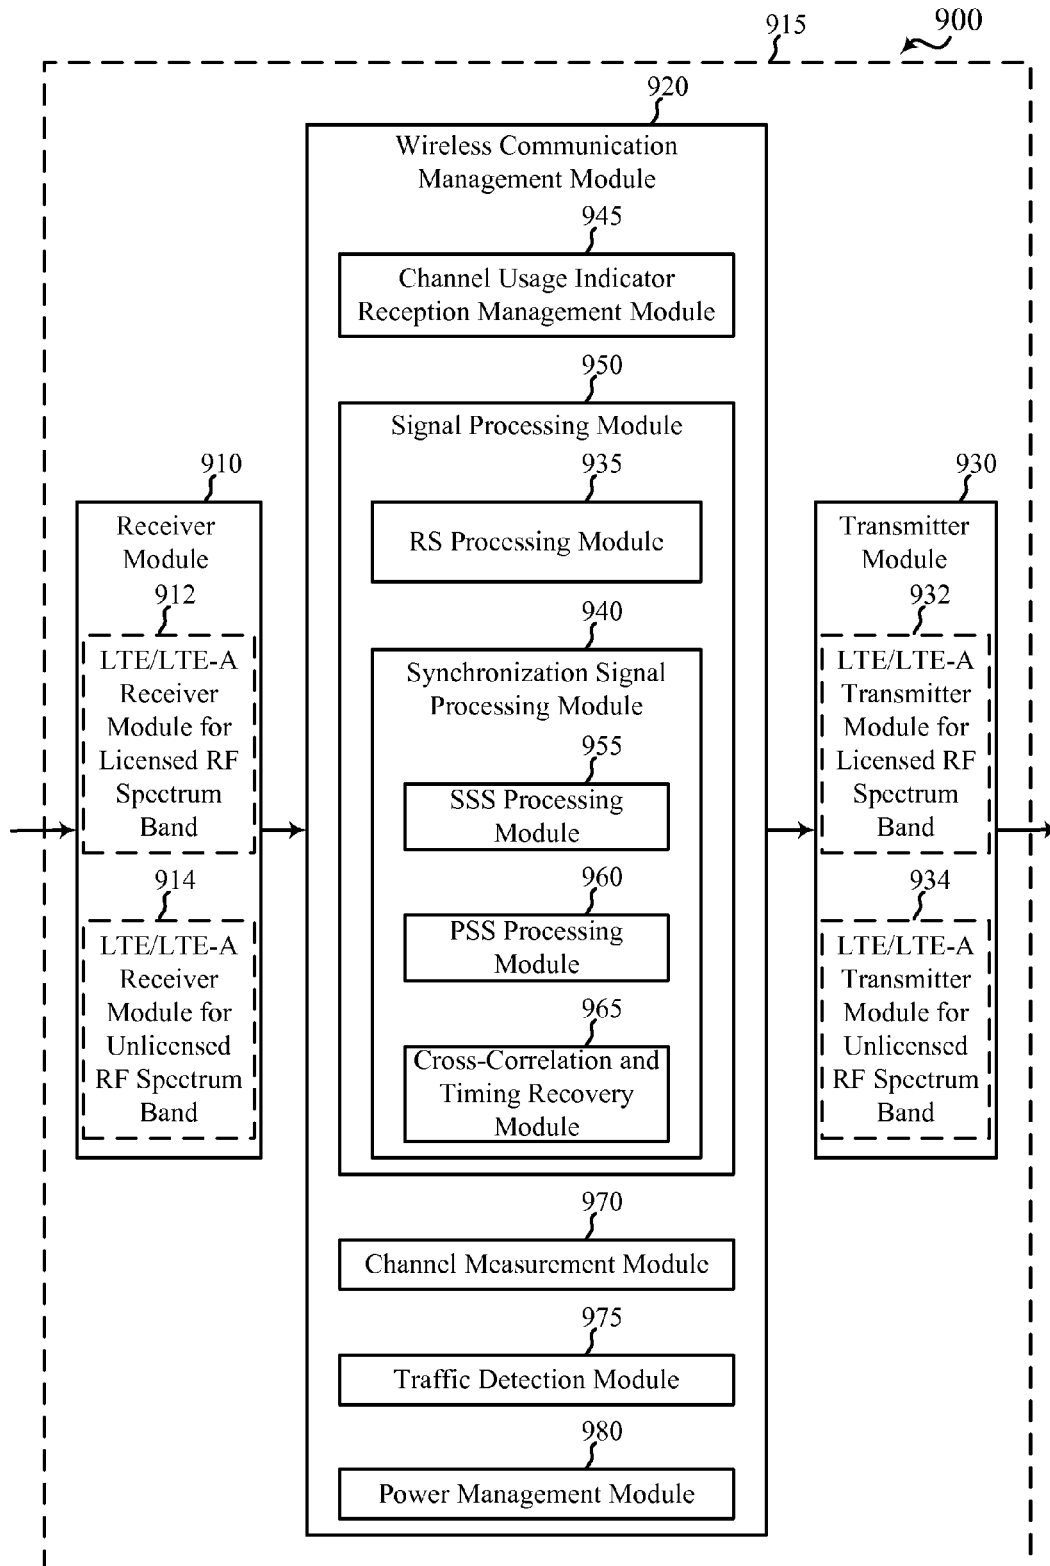 900
915
920
Wireless Communication
Management Module
945
Channel Usage Indicator
Reception Management Module
950
Signal Processing Module
935
RS Processing Module
940
Synchronization Signal
Processing Module
955
SSS Processing
Module
960
PSS Processing
Module
965
Cross-Correlation and
Timing Recovery
Module
970
Channel Measurement Module
975
Traffic Detection Module
980
Power Management Module
910
Receiver
Module
912
LTE/LTE-A
Receiver
Module for
Licensed RF
Spectrum
Band
914
LTE/LTE-A
Receiver
Module for
Unlicensed
RF Spectrum
Band
930
Transmitter
Module
932
LTE/LTE-A
Transmitter
Module for
Licensed RF
Spectrum
Band
934
LTE/LTE-A
Transmitter
Module for
Unlicensed
RF Spectrum
Band